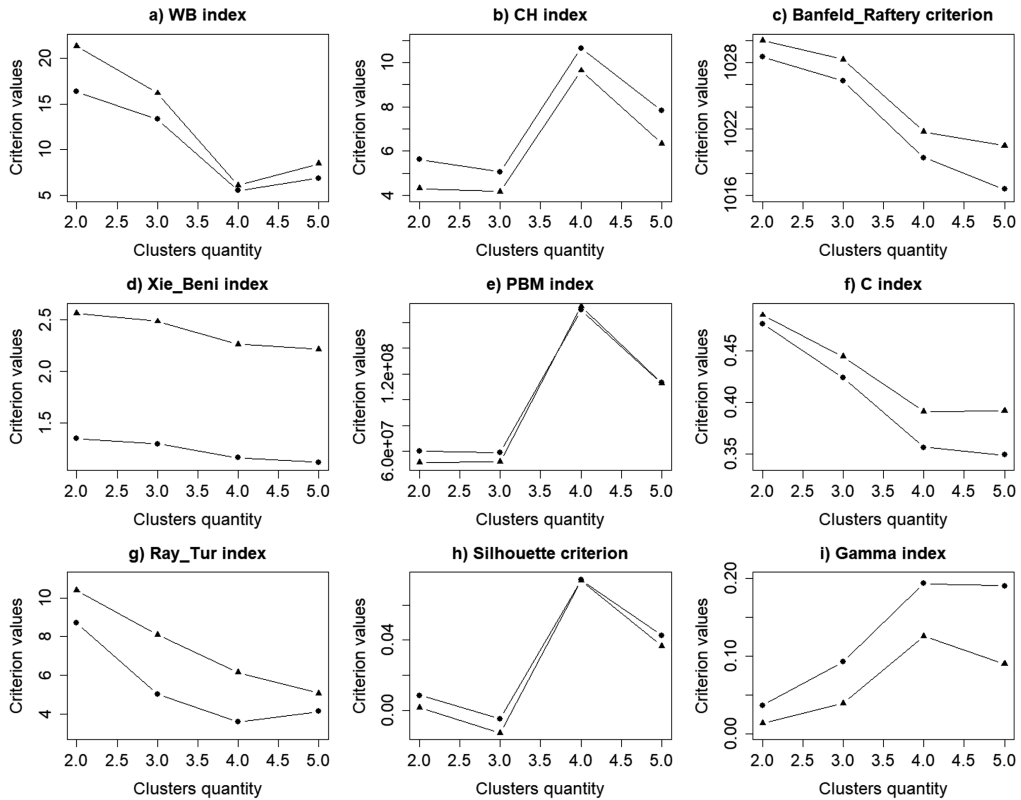 a) WB index
Criterion values
20
15
10
5
2.0 2.5 3.0 3.5 4.0 4.5 5.0
Clusters quantity
b) CH index
Criterion values
10
8
6
4
2.0 2.5 3.0 3.5 4.0 4.5 5.0
Clusters quantity
c) Banfeld_Raftery criterion
Criterion values
1028
1022
1016
2.0 2.5 3.0 3.5 4.0 4.5 5.0
Clusters quantity
d) Xie_Beni index
Criterion values
2.5
2.0
1.5
2.0 2.5 3.0 3.5 4.0 4.5 5.0
Clusters quantity
e) PBM index
Criterion values
1.2e+08
6.0e+07
2.0 2.5 3.0 3.5 4.0 4.5 5.0
Clusters quantity
f) C index
Criterion values
0.45
0.40
0.35
2.0 2.5 3.0 3.5 4.0 4.5 5.0
Clusters quantity
g) Ray_Tur index
Criterion values
10
8
6
4
2.0 2.5 3.0 3.5 4.0 4.5 5.0
Clusters quantity
h) Silhouette criterion
Criterion values
0.04
0.00
2.0 2.5 3.0 3.5 4.0 4.5 5.0
Clusters quantity
i) Gamma index
Criterion values
0.20
0.10
0.00
2.0 2.5 3.0 3.5 4.0 4.5 5.0
Clusters quantity